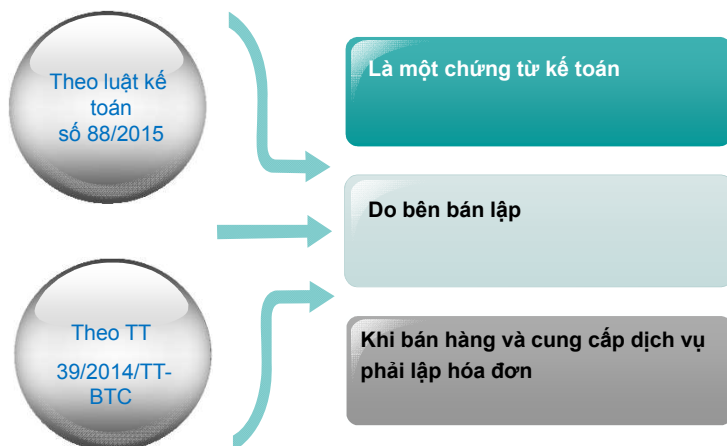 Theo luật kế
toán
số 88/2015
Là một chứng từ kế toán
Do bên bán lập
Theo TT
39/2014/TT-
BTC
Khi bán hàng và cung cấp dịch vụ
phải lập hóa đơn